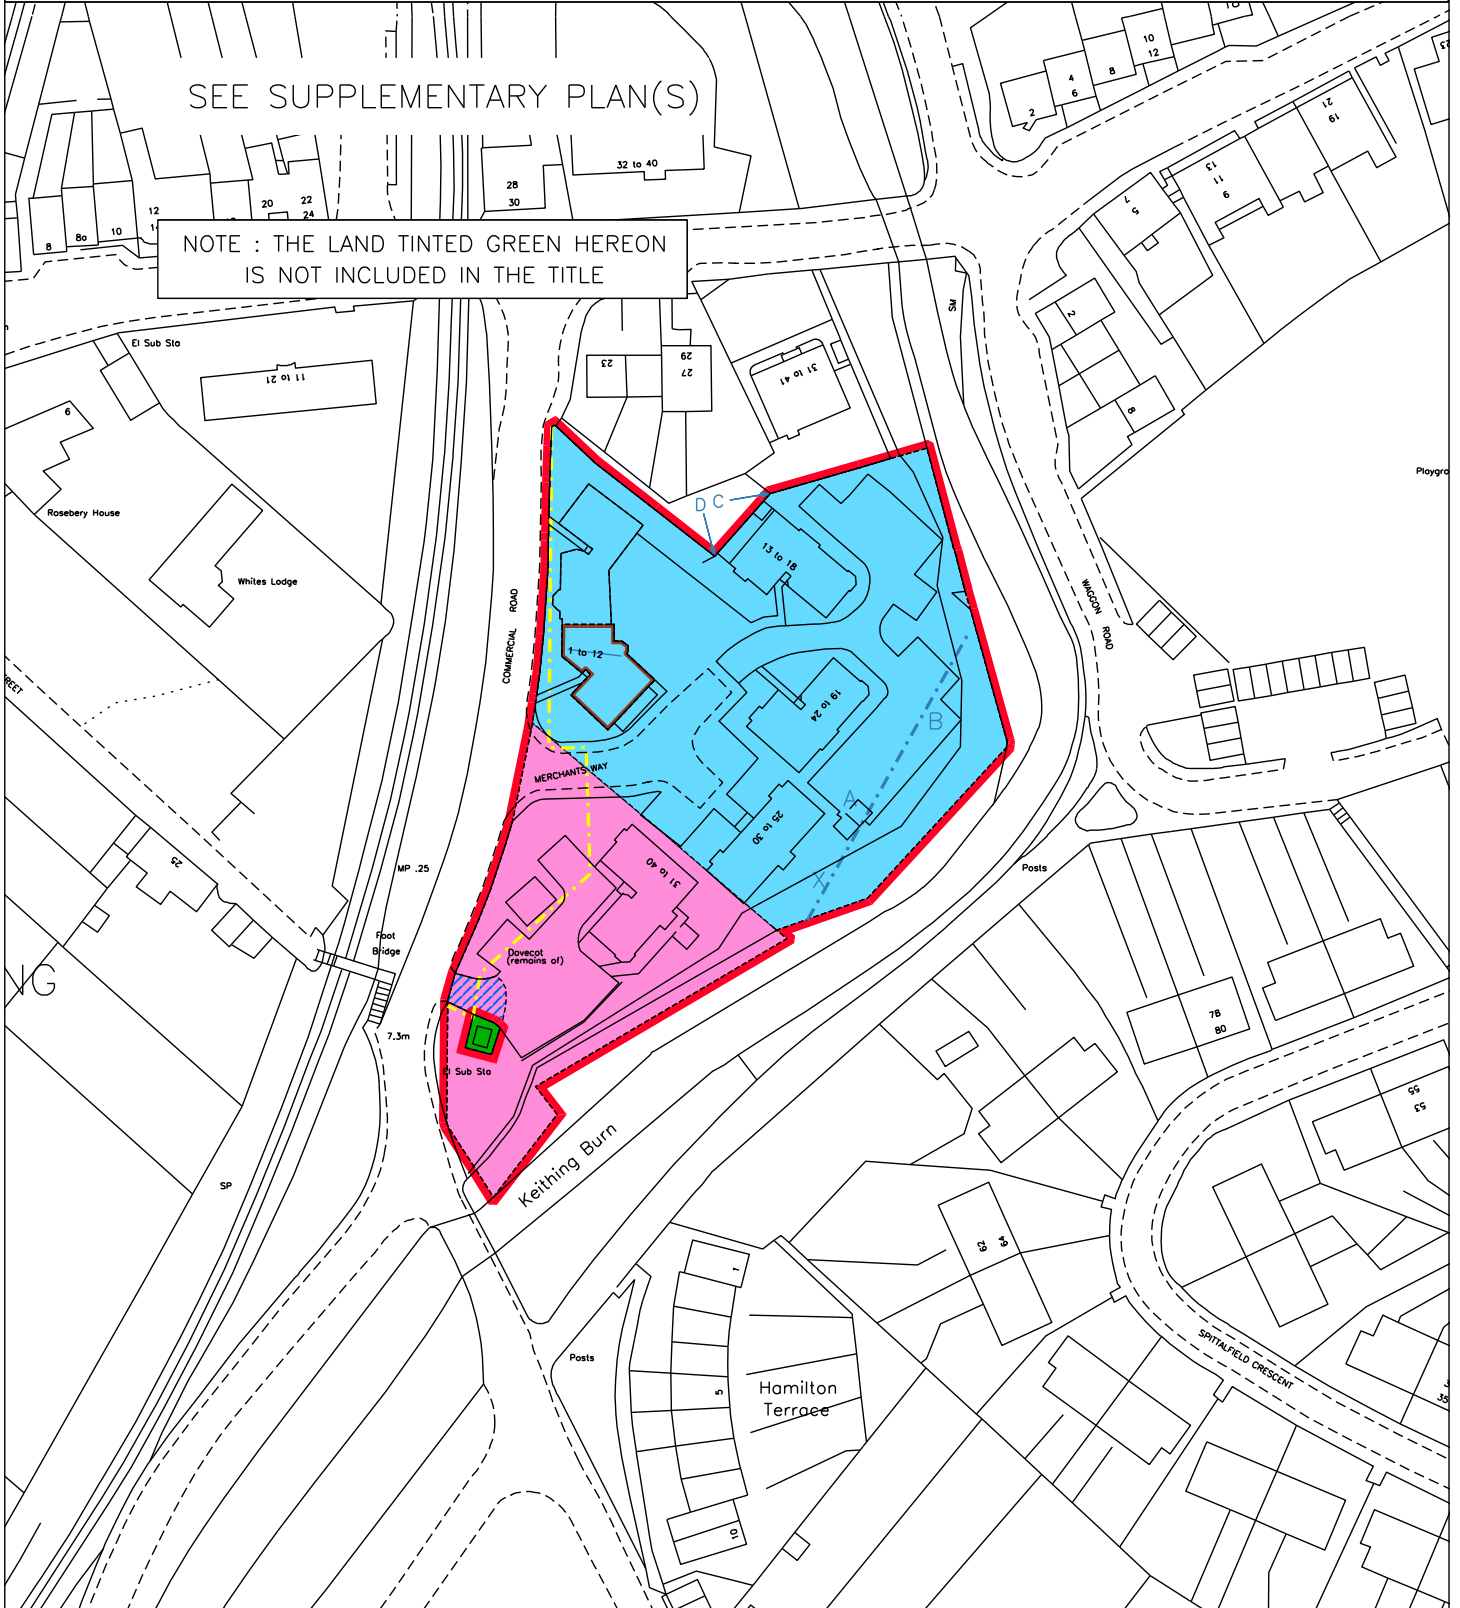 SEE SUPPLEMENTARY PLAN(S)
NOTE : THE LAND TINTED GREEN HEREON
IS NOT INCLUDED IN THE TITLE
2
4
6
8
10
12
32 to 40
28
30
8
8a
10
12
20
22
24
21
19
13
11
9
7
5
El Sub Sta
11 to 21
6
23
29
27
31 to 41
SM
2
8
Playgro
Rosebery House
Whites Lodge
COMMERCIAL ROAD
WAGGON ROAD
D C
13 to 18
1 to 12
19 to 24
B
A
X
25 to 30
MERCHANTS WAY
31 to 40
REET
25
MP .25
Posts
Foot
Bridge
Dovecot
(remains of)
NG
7.3m
El Sub Sta
Keithing Burn
SP
78
80
55
53
62
64
1
5
10
Posts
Hamilton
Terrace
SPITTALFIELD CRESCENT
35